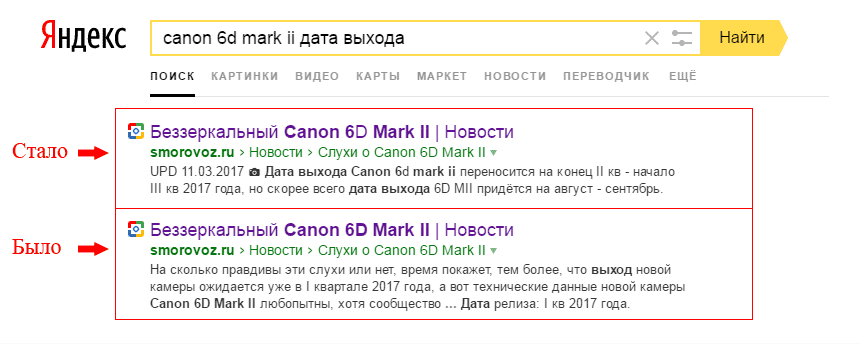 Яндекс
canon 6d mark ii дата выхода
Найти
ПОИСК КАРТИНКИ ВИДЕО КАРТЫ МАРКЕТ НОВОСТИ ПЕРЕВОДЧИК ЕЩЁ
Стало
Беззеркальный Canon 6D Mark II | Новости
smorovoz.ru › Новости › Слухи о Canon 6D Mark II
UPD 11.03.2017 Дата выхода Canon 6d mark ii переносится на конец II кв - начало
III кв 2017 года, но скорее всего дата выхода 6D MII придётся на август - сентябрь.
Было
Беззеркальный Canon 6D Mark II | Новости
smorovoz.ru › Новости › Слухи о Canon 6D Mark II
На сколько правдивы эти слухи или нет, время покажет, тем более, что выход новой
камеры ожидается уже в I квартале 2017 года, а вот технические данные новой камеры
Canon 6D Mark II любопытны, хотя сообщество ... Дата релиза: I кв 2017 года.